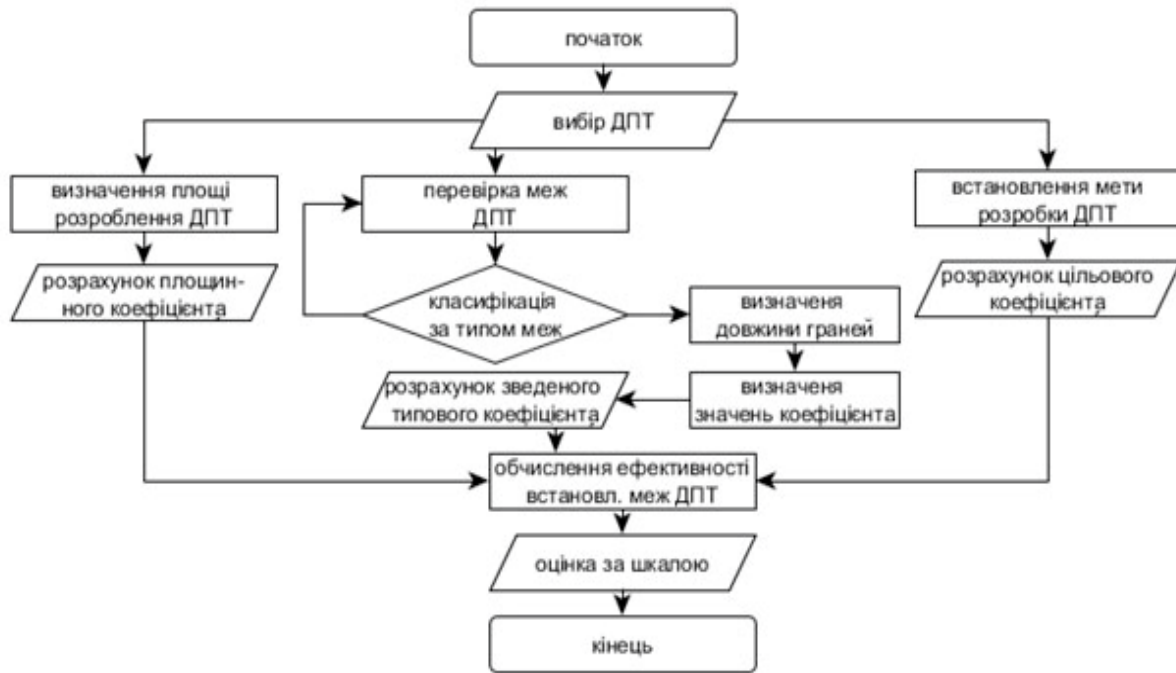 початок
вибір ДПТ
визначення площі
розроблення ДПТ
перевірка меж
ДПТ
встановлення мети
розробки ДПТ
розрахунок площин-
ного коефіцієнта
класифікація
за типом меж
визначеня
довжини граней
розрахунок цільового
коефіцієнта
розрахунок зведеного
типового коефіцієнта
визначеня
значень коефіцієнта
обчислення ефективності
встановл. меж ДПТ
оцінка за шкалою
кінець